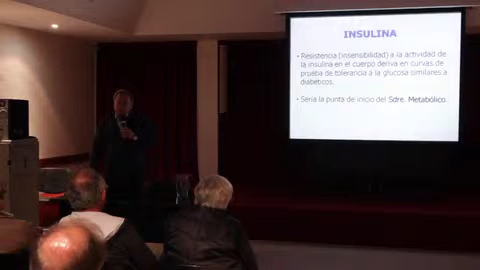 INSULINA
• Resistencia (insensibilidad) a la actividad de
la insulina en el cuerpo deriva en curvas de
prueba de tolerancia a la glucosa similares a
diabéticos.
• Sería la punta de inicio del Sdre. Metabólico.